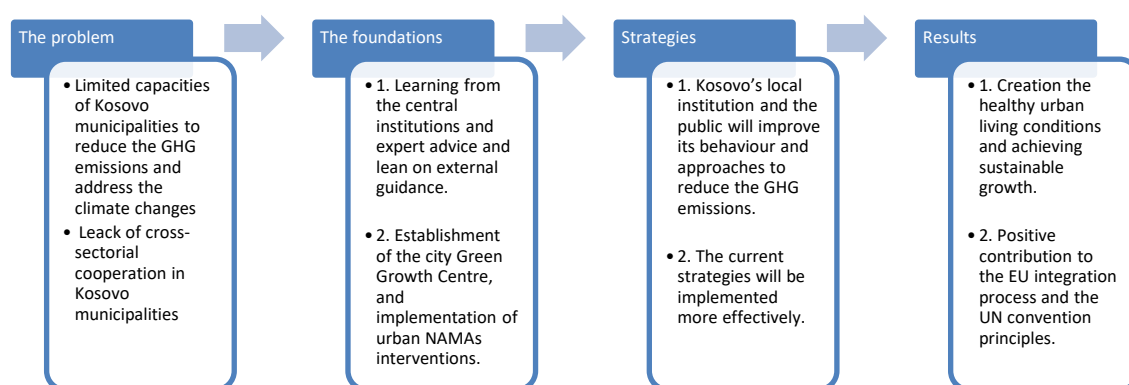 The problem
• Limited capacities
of Kosovo
municipalities to
reduce the GHG
emissions and
address the
climate changes
• Leack of cross-
sectorial
cooperation in
Kosovo
municipalities
The foundations
• 1. Learning from
the central
institutions and
expert advice and
lean on external
guidance.
• 2. Establishment
of the city Green
Growth Centre,
and
implementation of
urban NAMAs
interventions.
Strategies
• 1. Kosovo’s local
institution and the
public will improve
its behaviour and
approaches to
reduce the GHG
emissions.
• 2. The current
strategies will be
implemented
more effectively.
Results
• 1. Creation the
healthy urban
living conditions
and achieving
sustainable
growth.
• 2. Positive
contribution to
the EU integration
process and the
UN convention
principles.